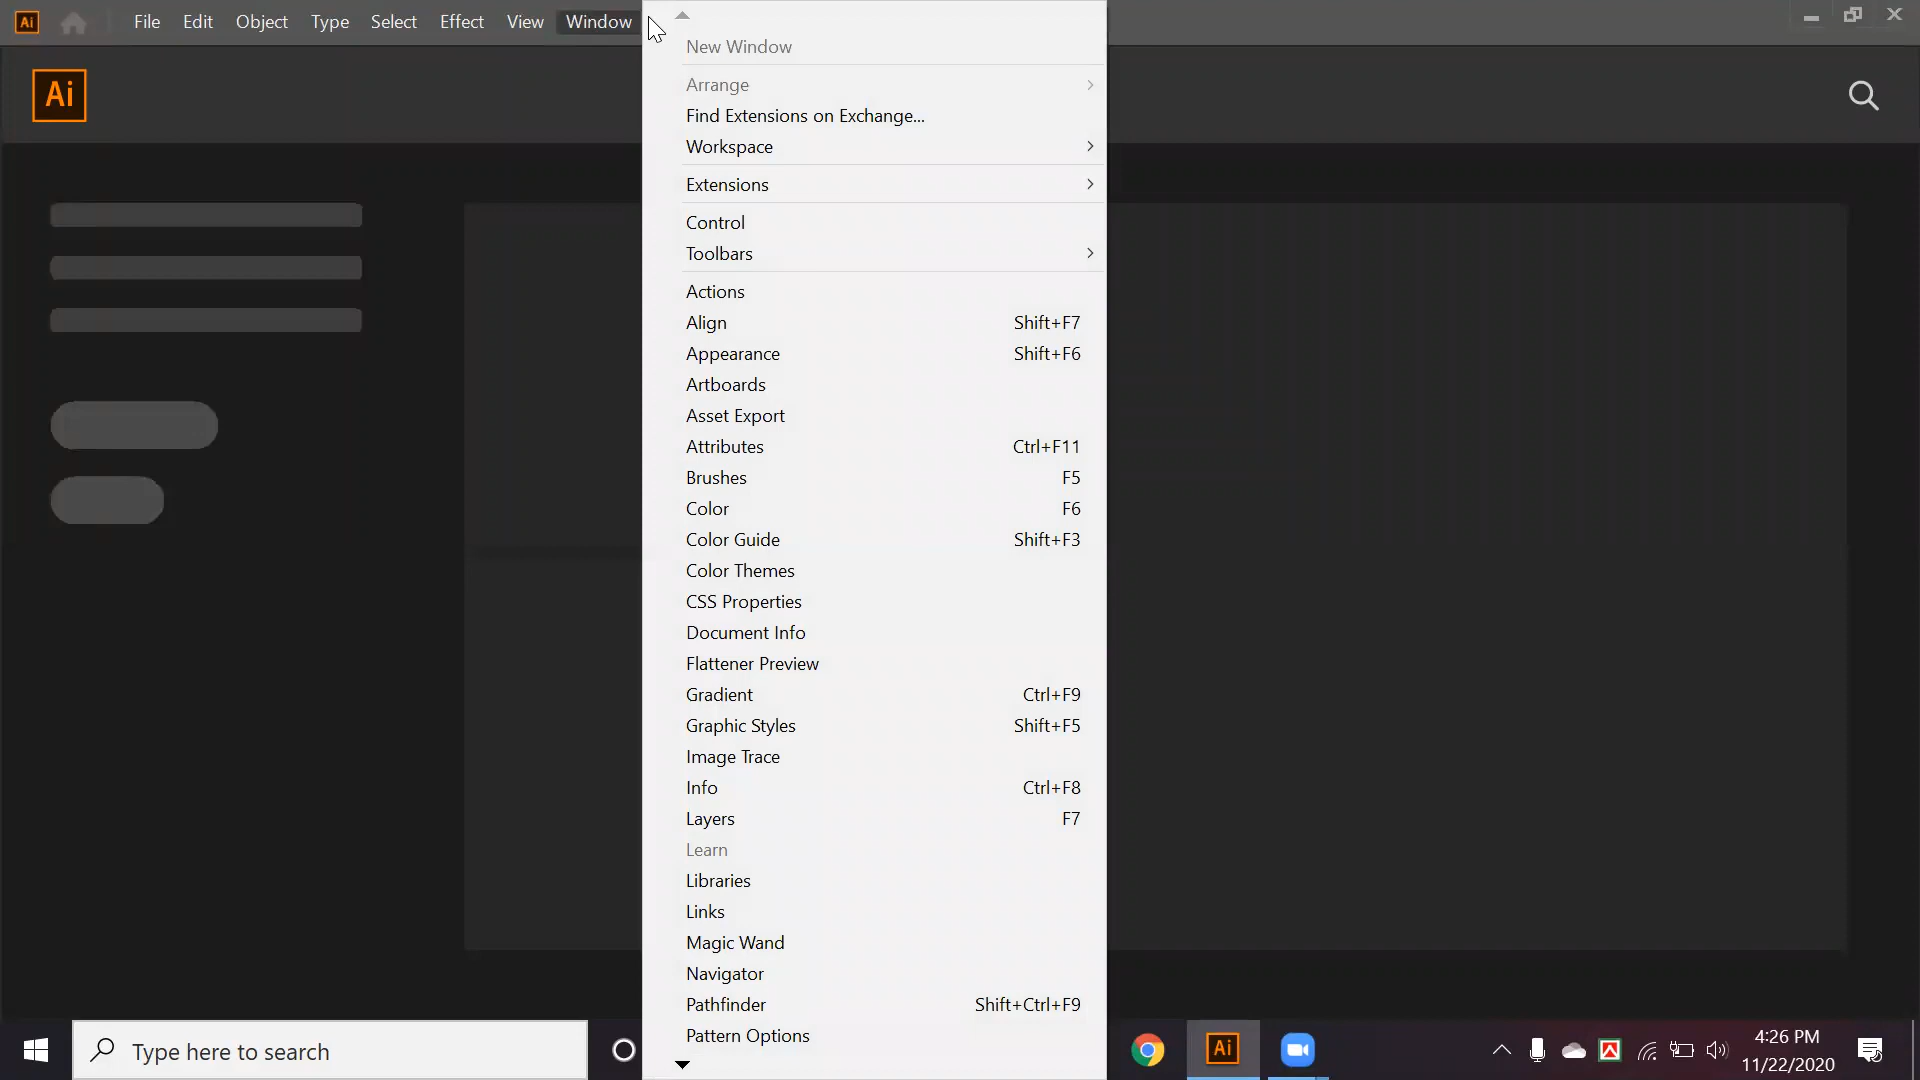 Ai File Edit Object Type Select Effect View Window
Ai
New Window
Arrange
Find Extensions on Exchange...
Workspace
Extensions
Control
Toolbars
Actions
Align Shift+F7
Appearance Shift+F6
Artboards
Asset Export
Attributes Ctrl+F11
Brushes F5
Color F6
Color Guide Shift+F3
Color Themes
CSS Properties
Document Info
Flattener Preview
Gradient Ctrl+F9
Graphic Styles Shift+F5
Image Trace
Info Ctrl+F8
Layers F7
Learn
Libraries
Links
Magic Wand
Navigator
Pathfinder Shift+Ctrl+F9
Pattern Options
Type here to search
Ai
4:26 PM
11/22/2020